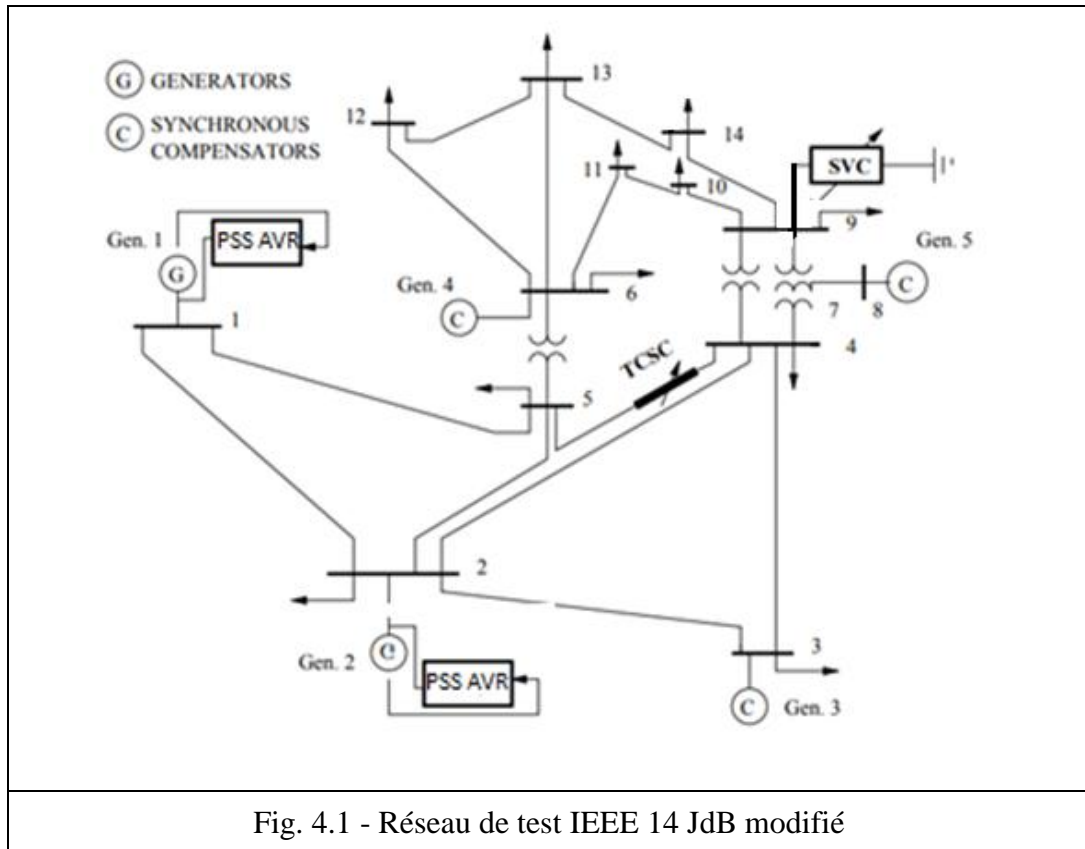 G GENERATORS
C SYNCHRONOUS
COMPENSATORS
13
12
14
11
10
SVC
9
Gen. 1
PSS AVR
G
Gen. 5
C
Gen. 4
C
6
7
8
1
4
TCSC
5
2
Gen. 2
PSS AVR
3
C
Gen. 3
Fig. 4.1 - Réseau de test IEEE 14 JdB modifié